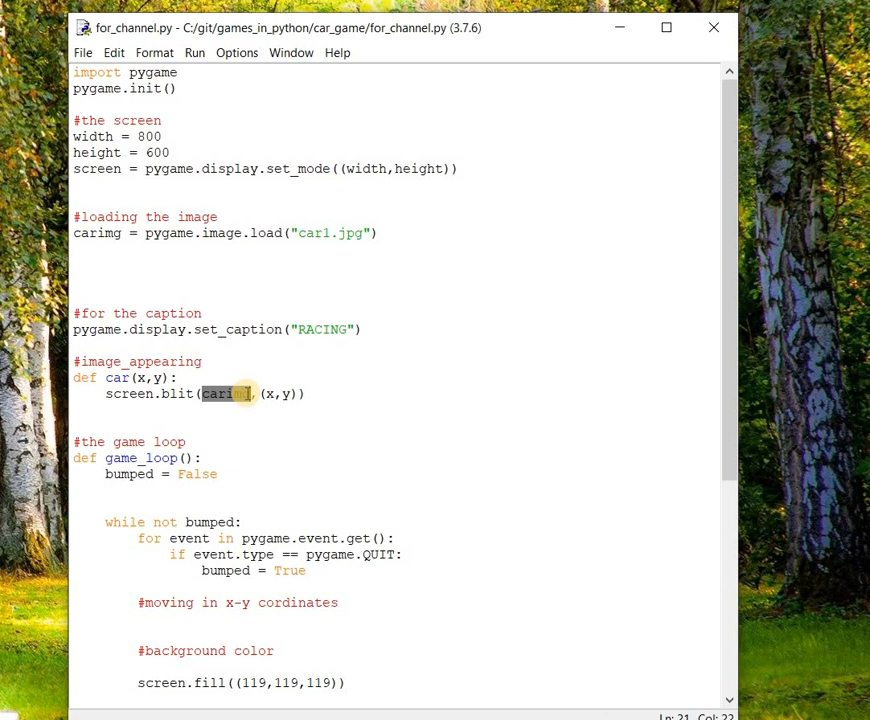 for_channel.py - C:/git/games_in_python/car_game/for_channel.py (3.7.6)
File Edit Format Run Options Window Help
import pygame
pygame.init()
#the screen
width = 800
height = 600
screen = pygame.display.set_mode((width,height))
#loading the image
carimg = pygame.image.load("car1.jpg")
#for the caption
pygame.display.set_caption("RACING")
#image_appearing
def car(x,y):
screen.blit(carimg,(x,y))
#the game loop
def game_loop():
bumped = False
while not bumped:
for event in pygame.event.get():
if event.type == pygame.QUIT:
bumped = True
#moving in x-y cordinates
#background color
screen.fill((119,119,119))
Ln: 21 Col: 22